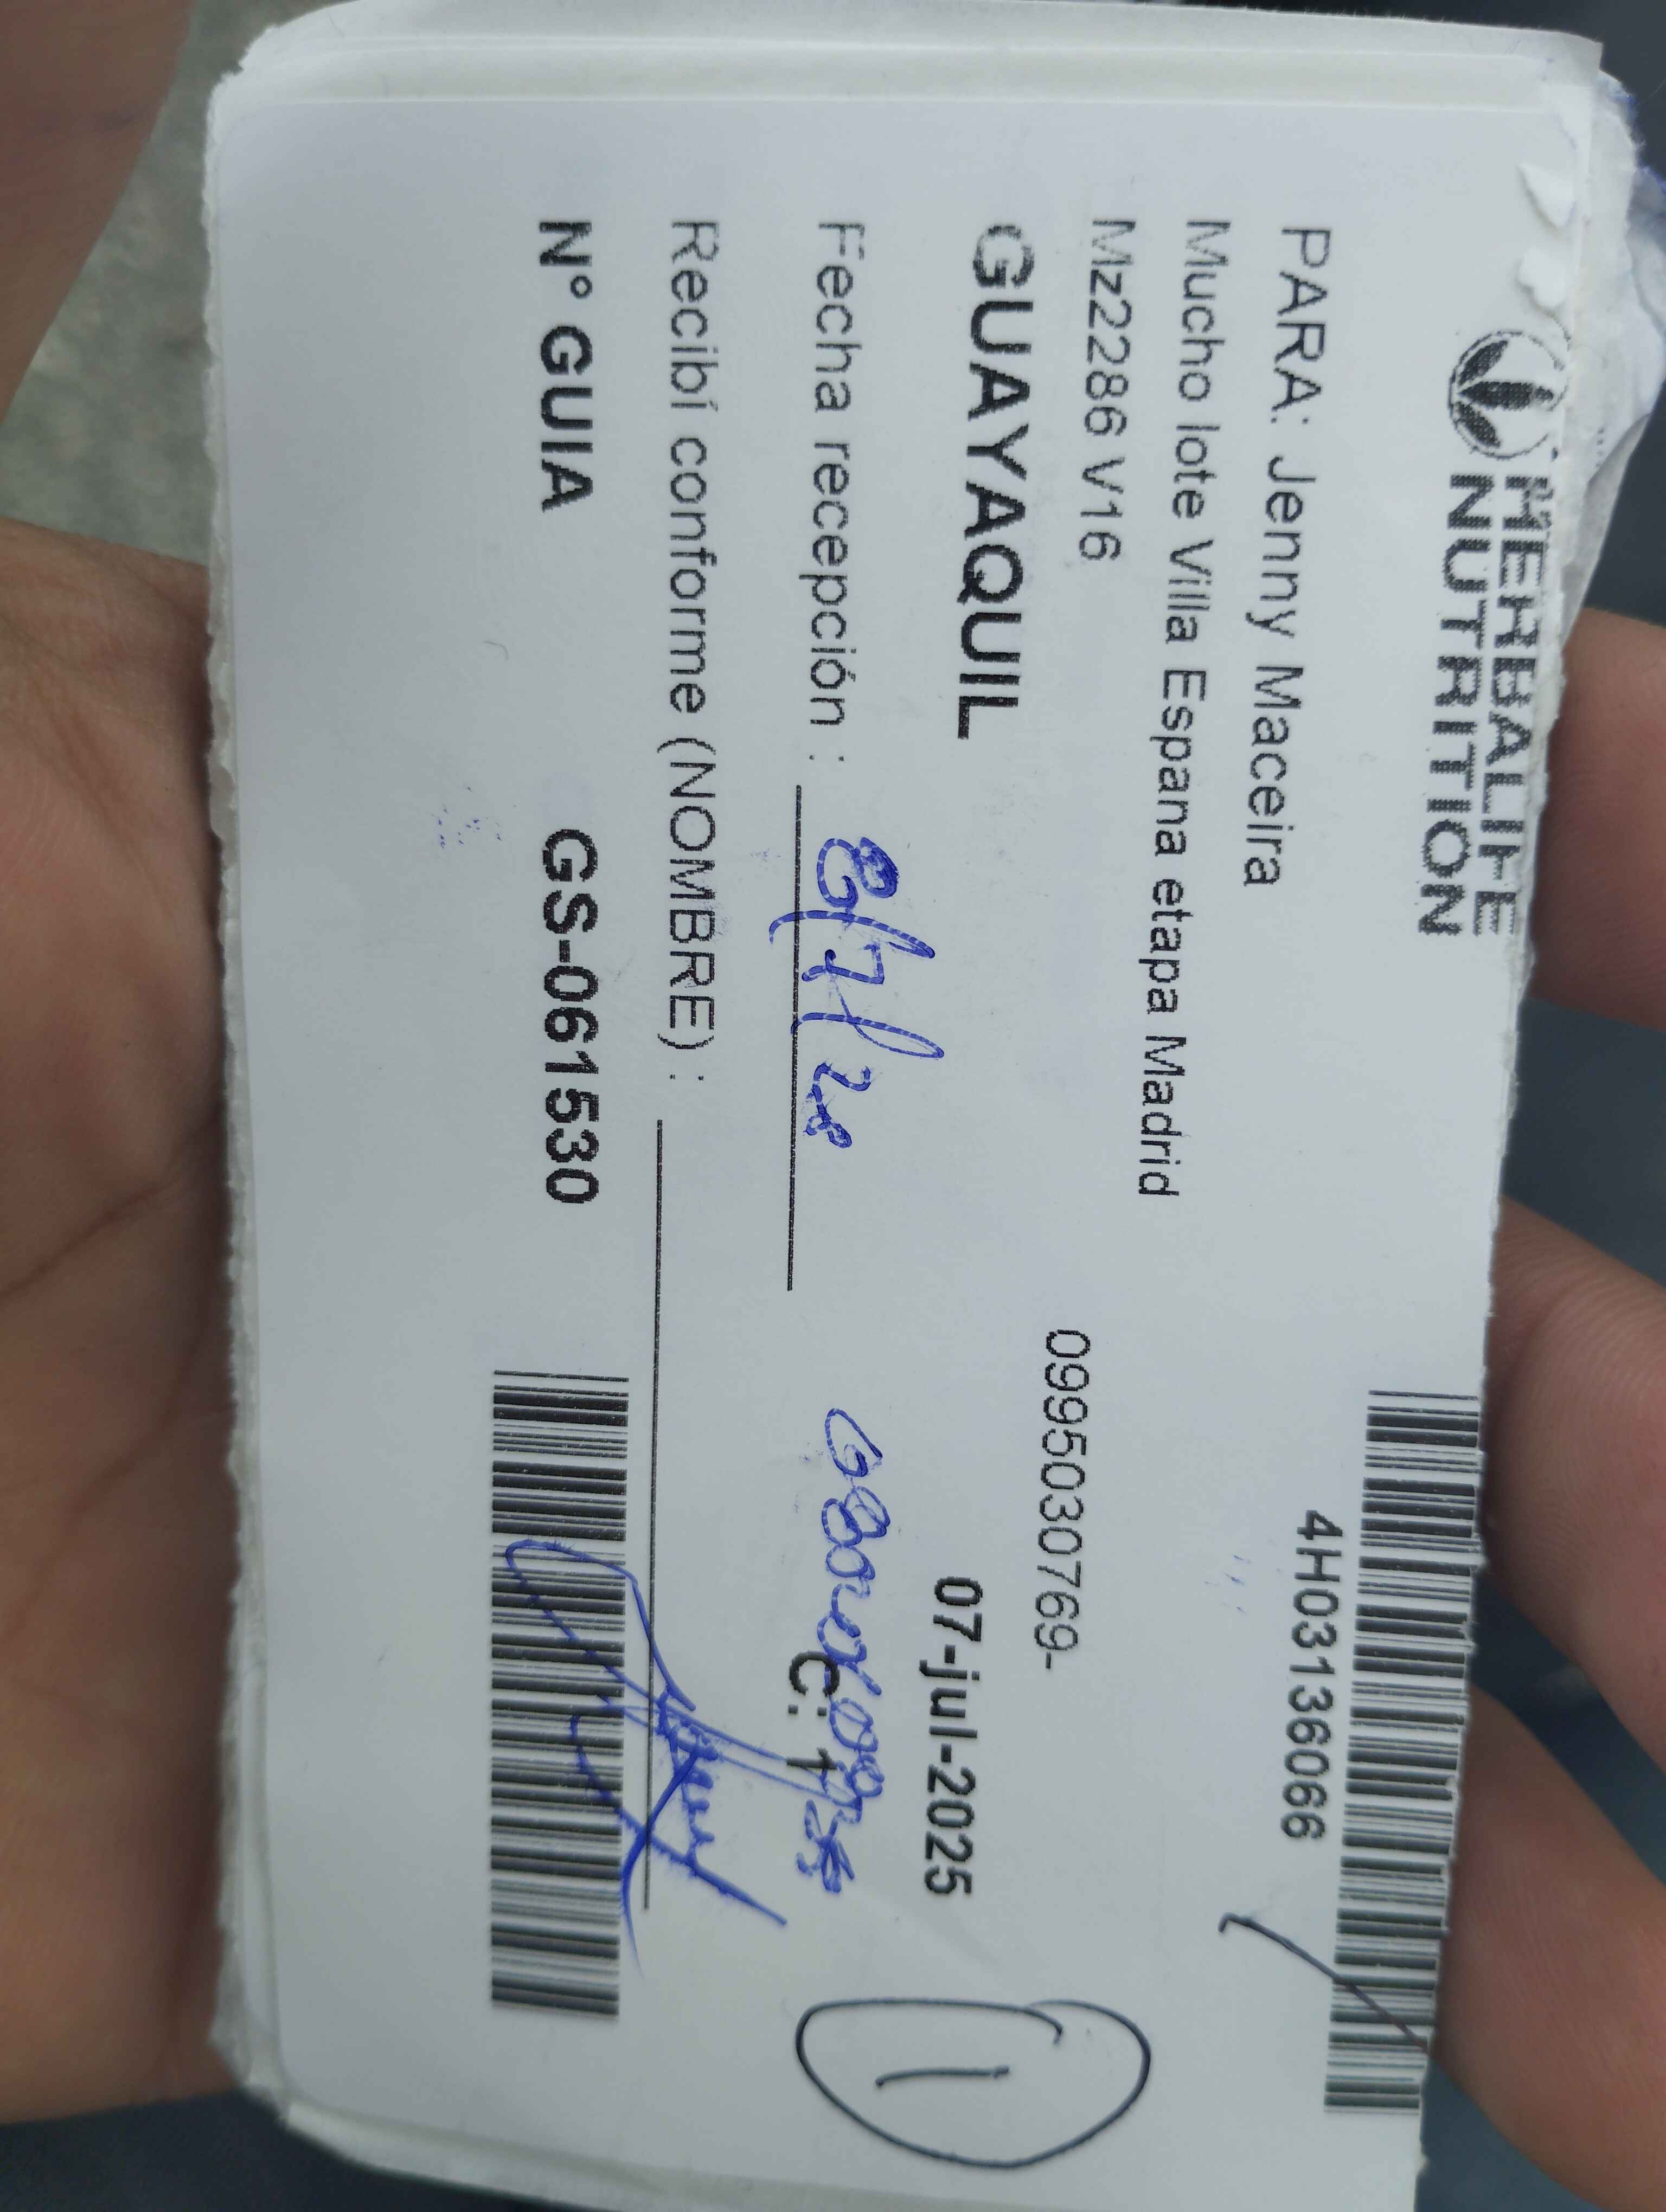 HERBALIFE
NUTRITION
4H03136066
PARA: Jenny Maceira
Mucho lote Villa Espana etapa Madrid
Mz2286 V16
0995030769-
GUAYAQUIL
07-jul-2025
Fecha recepción :
C: 1
Recibí conforme (NOMBRE) :
N° GUIA GS-061530
1